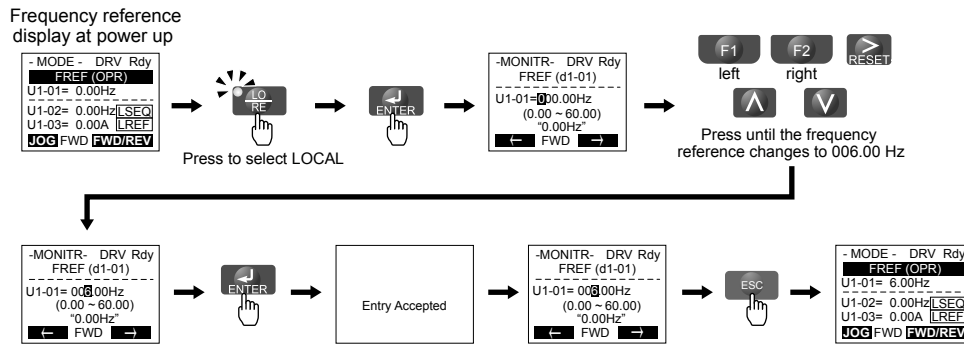 Frequency reference
display at power up
- MODE - DRV Rdy
FREF (OPR)
U1-01= 0.00Hz
U1-02= 0.00Hz LSEQ
U1-03= 0.00A LREF
JOG FWD FWD/REV
LO
RE
Press to select LOCAL
ENTER
-MONITR- DRV Rdy
FREF (d1-01)
U1-01=000.00Hz
(0.00 ~ 60.00)
“0.00Hz”
← FWD →
F1
left
F2
right
>
RESET
∧
∨
Press until the frequency
reference changes to 006.00 Hz
-MONITR- DRV Rdy
FREF (d1-01)
U1-01= 006.00Hz
(0.00 ~ 60.00)
“0.00Hz”
← FWD →
ENTER
Entry Accepted
-MONITR- DRV Rdy
FREF (d1-01)
U1-01= 006.00Hz
(0.00 ~ 60.00)
“0.00Hz”
← FWD →
ESC
- MODE - DRV Rdy
FREF (OPR)
U1-01= 6.00Hz
U1-02= 0.00Hz LSEQ
U1-03= 0.00A LREF
JOG FWD FWD/REV